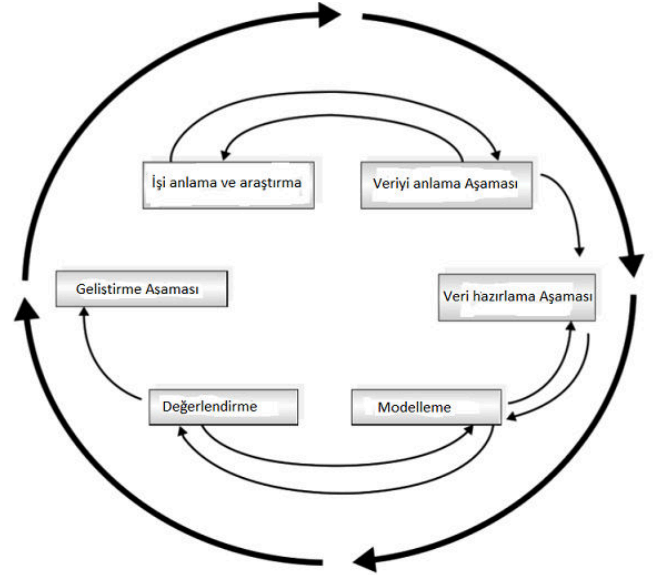 İşi anlama ve araştırma
Veriyi anlama Aşaması
Geliştirme Aşaması
Veri hazırlama Aşaması
Değerlendirme
Modelleme